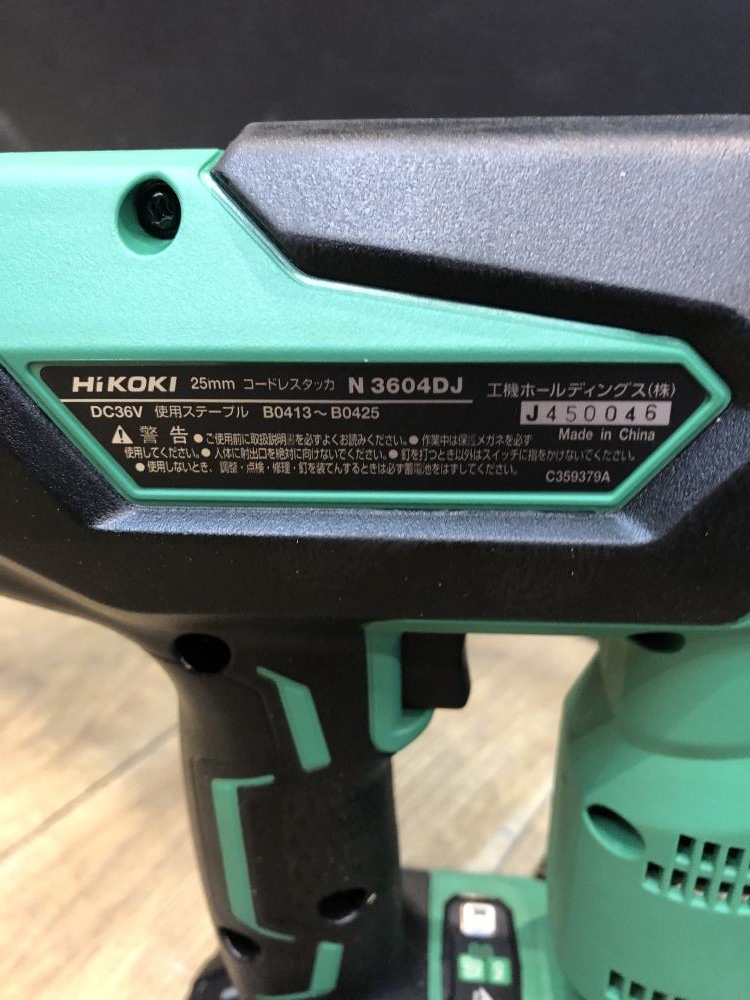 HiKOKI 25mm コードレスタッカ N 3604DJ 工機ホールディングス(株)
DC36V 使用ステープル B0413～B0425 J450046
警告 ●ご使用前に取扱説明書を必ずよくお読みください。●作業中は保護メガネを必ず Made in China
使用してください。●人体に射出口を絶対に向けないでください。●釘を打つとき以外はスイッチに指をかけないでください。
●使用しないとき、調整・点検・修理・釘を装てんするときは必ず蓄電池をはずしてください。 C359379A